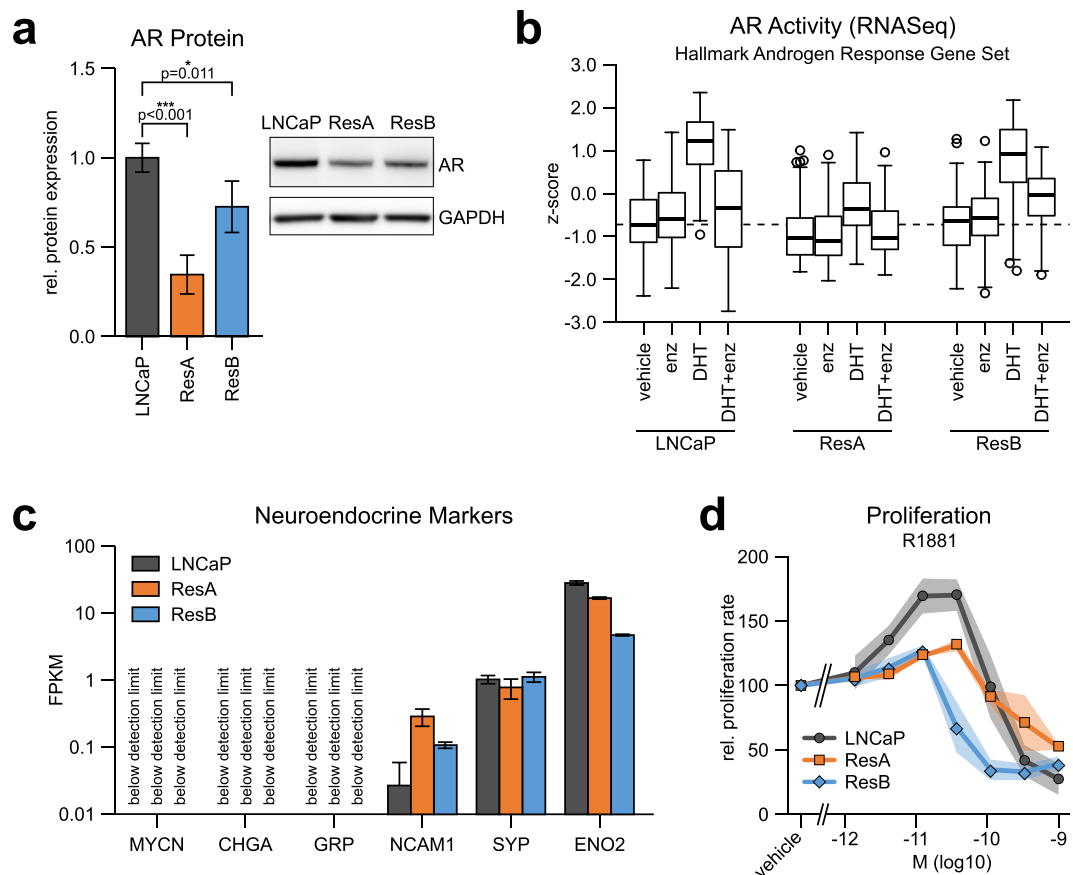 a
AR Protein
rel. protein expression
1.5
1.0
0.5
0.0
*
p=0.011
***
p<0.001
LNCaP
ResA
ResB
LNCaP ResA ResB
AR
GAPDH
b
AR Activity (RNASeq)
Hallmark Androgen Response Gene Set
z-score
3.0
2.0
1.0
0.0
-1.0
-2.0
-3.0
vehicle
enz
DHT
DHT+enz
vehicle
enz
DHT
DHT+enz
vehicle
enz
DHT
DHT+enz
LNCaP
ResA
ResB
c
Neuroendocrine Markers
FPKM
100
10
1
0.1
0.01
LNCaP
ResA
ResB
below detection limit
below detection limit
below detection limit
below detection limit
below detection limit
below detection limit
below detection limit
below detection limit
below detection limit
MYCN CHGA GRP NCAM1 SYP ENO2
d
Proliferation
R1881
rel. proliferation rate
200
150
100
50
0
LNCaP
ResA
ResB
vehicle
-12 -11 -10 -9
M (log10)